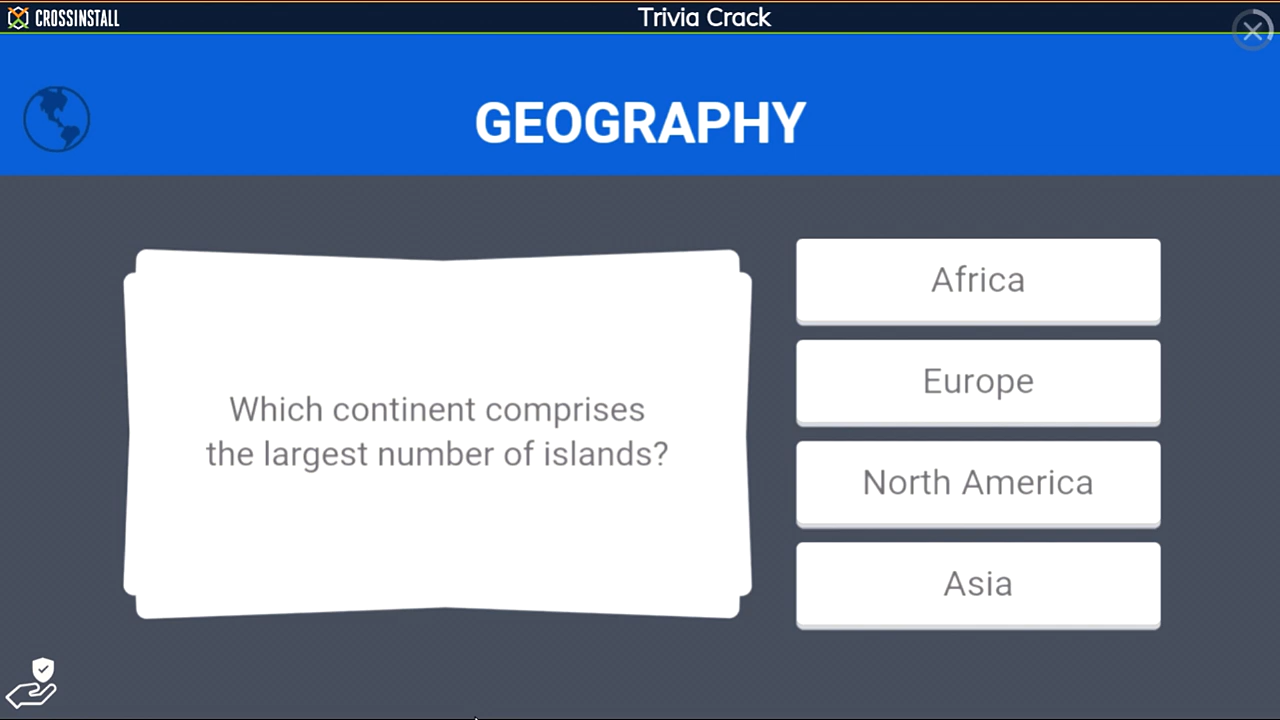 CROSSINSTALL
Trivia Crack
GEOGRAPHY
Which continent comprises
the largest number of islands?
Africa
Europe
North America
Asia